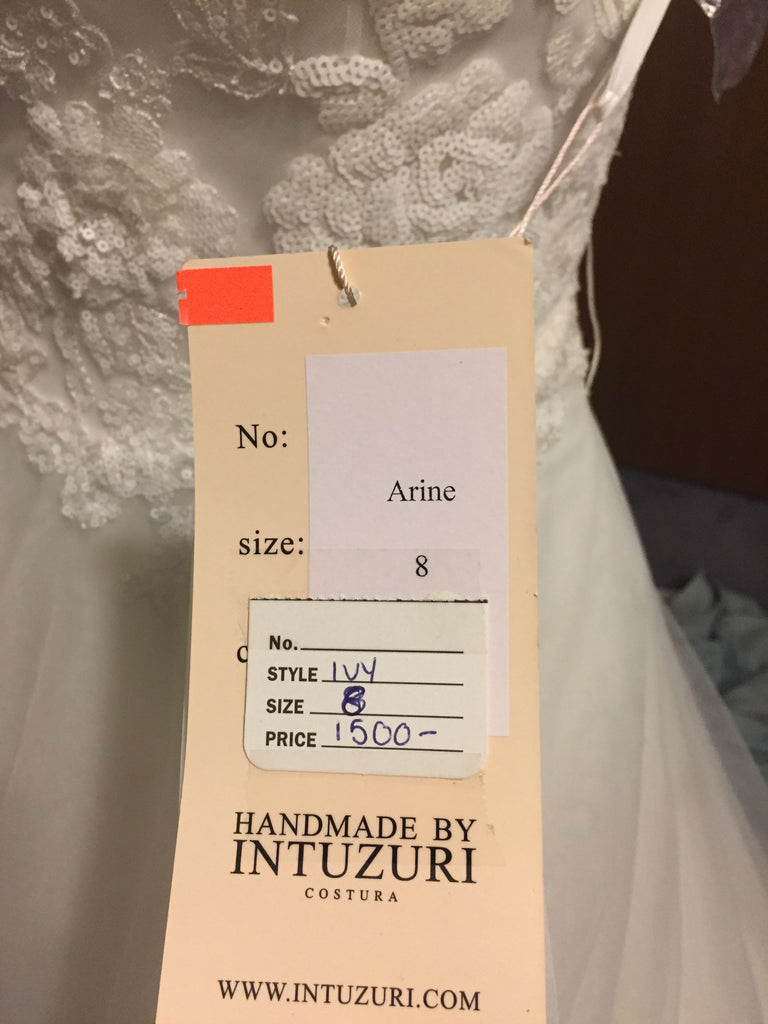 No:
Arine
size:
8
c
No.
STYLE IVY
SIZE 8
PRICE 1500-
HANDMADE BY
INTUZURI
COSTURA
WWW.INTUZURI.COM